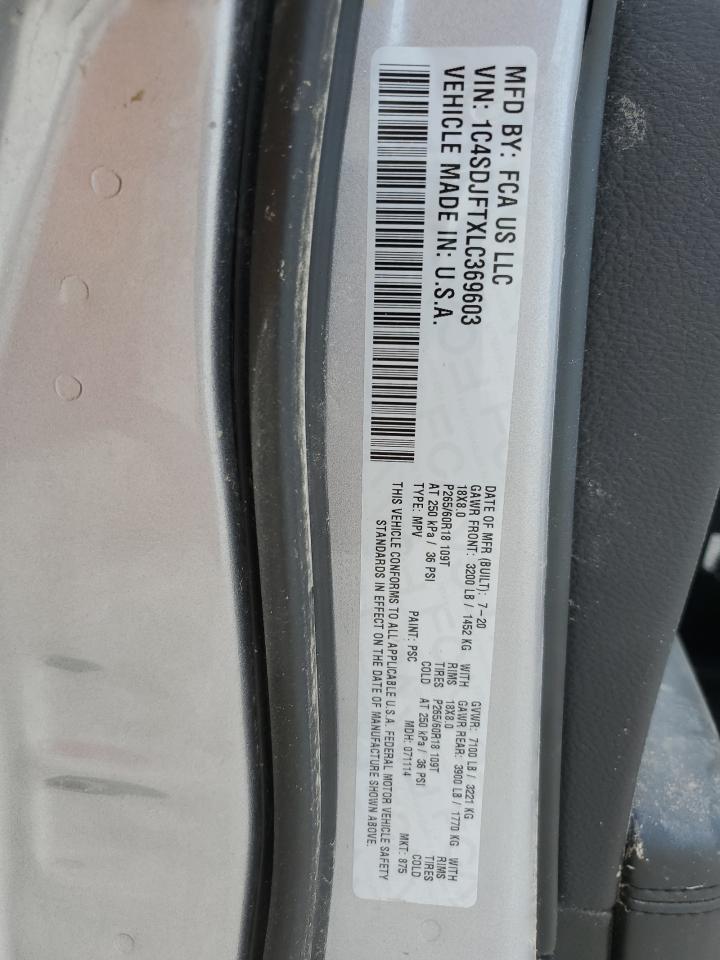 MFD BY: FCA US LLC
VIN: 1C4SDJFTXLC369603
VEHICLE MADE IN: U.S.A.
DATE OF MFR (BUILT): 7-20 GVWR: 7100 LB / 3221 KG
GAWR FRONT: 3200 LB / 1452 KG WITH GAWR REAR: 3900 LB / 1770 KG WITH
18X8.0 RIMS 18X8.0 RIMS
P265/60R18 109T TIRES P265/60R18 109T TIRES
AT 250 kPa / 36 PSI COLD AT 250 kPa / 36 PSI COLD
TYPE: MPV PAINT: PSC MDH: 071114 MKT: 875
THIS VEHICLE CONFORMS TO ALL APPLICABLE U.S.A. FEDERAL MOTOR VEHICLE SAFETY
STANDARDS IN EFFECT ON THE DATE OF MANUFACTURE SHOWN ABOVE.